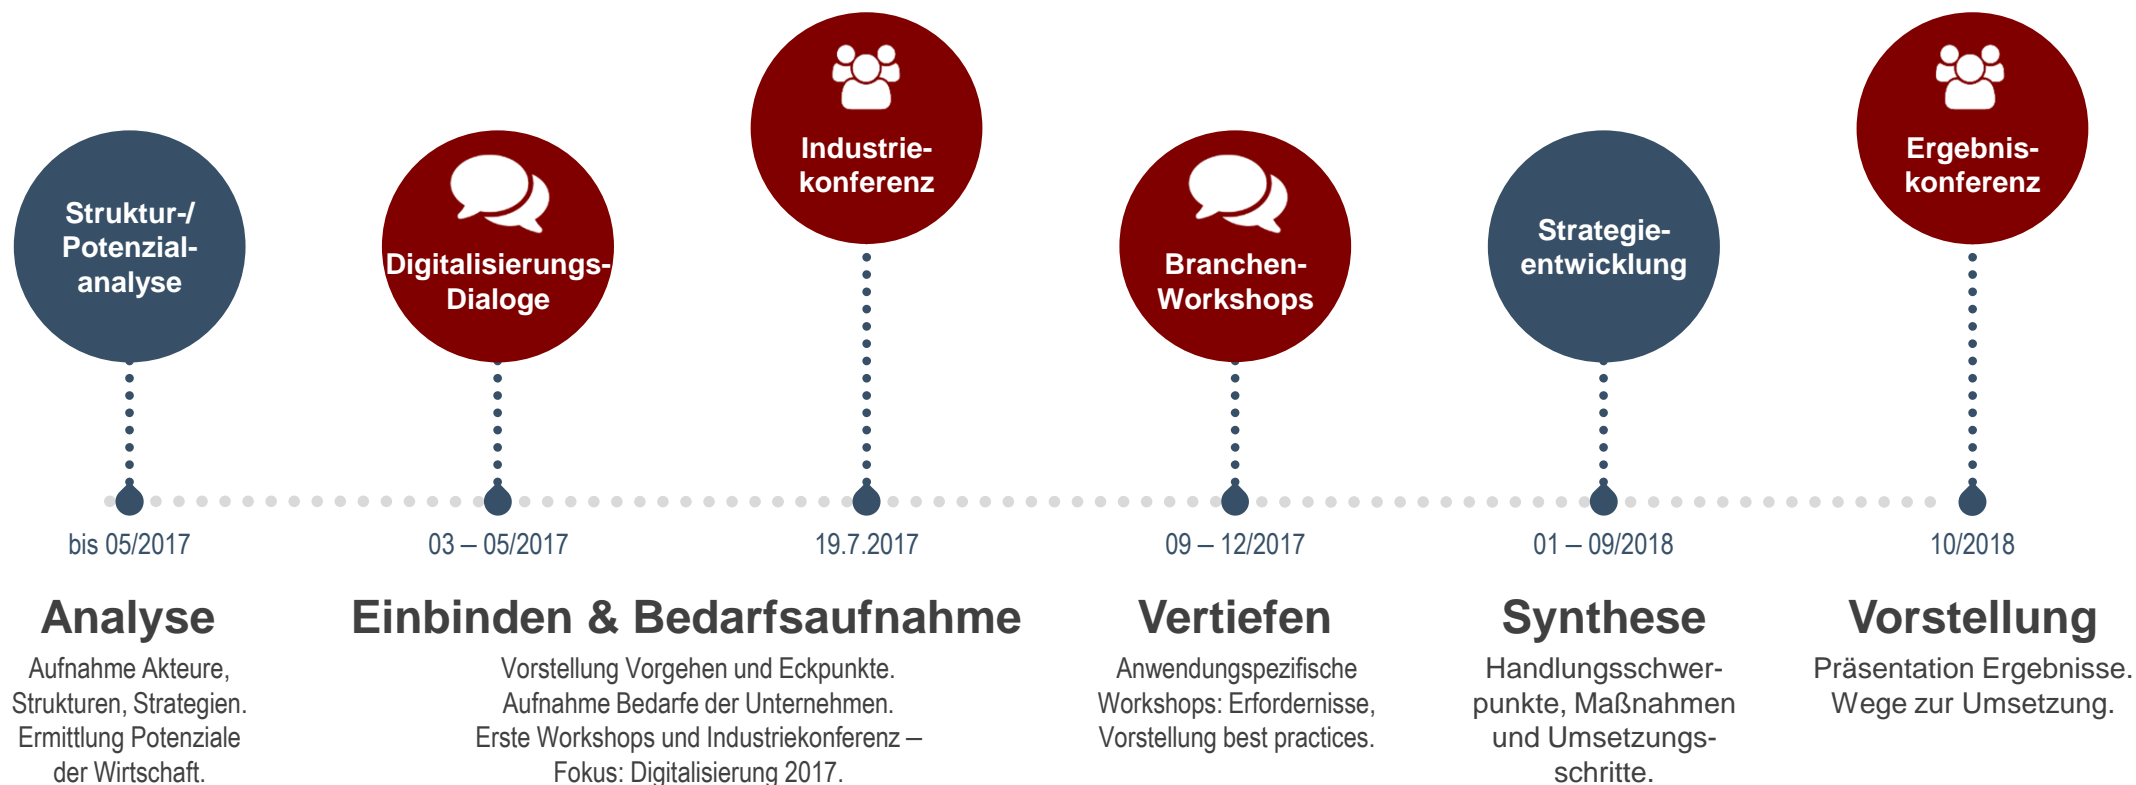 Struktur-/
Potenzial-
analyse
Digitalisierungs-
Dialoge
Industrie-
konferenz
Branchen-
Workshops
Strategie-
entwicklung
Ergebnis-
konferenz
bis 05/2017
03 – 05/2017
19.7.2017
09 – 12/2017
01 – 09/2018
10/2018
Analyse
Aufnahme Akteure,
Strukturen, Strategien.
Ermittlung Potenziale
der Wirtschaft.
Einbinden & Bedarfsaufnahme
Vorstellung Vorgehen und Eckpunkte.
Aufnahme Bedarfe der Unternehmen.
Erste Workshops und Industriekonferenz –
Fokus: Digitalisierung 2017.
Vertiefen
Anwendungspezifische
Workshops: Erfordernisse,
Vorstellung best practices.
Synthese
Handlungsschwer-
punkte, Maßnahmen
und Umsetzungs-
schritte.
Vorstellung
Präsentation Ergebnisse.
Wege zur Umsetzung.